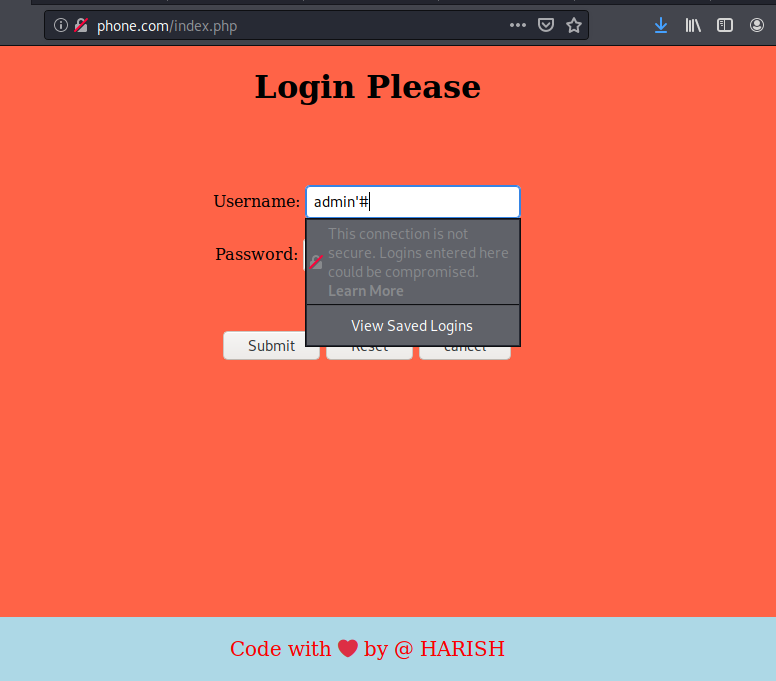 phone.com/index.php
Login Please
Username: admin'#
This connection is not
secure. Logins entered here
could be compromised.
Learn More
Password:
View Saved Logins
Submit Reset cancel
Code with ❤ by @ HARISH